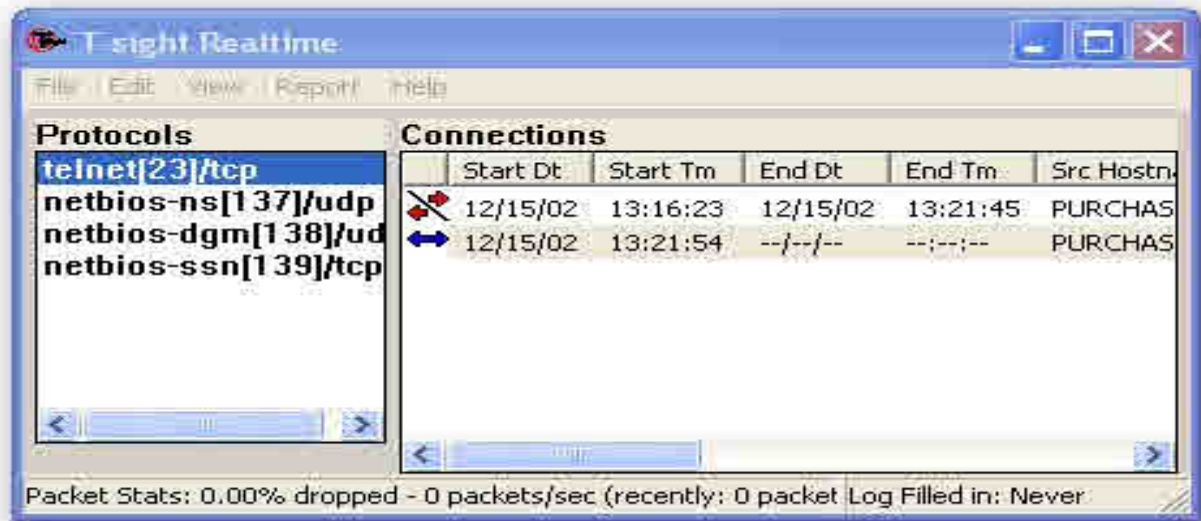 T sight Realtime
File Edit View Report Help
Protocols
telnet[23]/tcp
netbios-ns[137]/udp
netbios-dgm[138]/ud
netbios-ssn[139]/tcp
Connections
Start Dt Start Tm End Dt End Tm Src Hostn
12/15/02 13:16:23 12/15/02 13:21:45 PURCHAS
12/15/02 13:21:54 --/--/-- --:--:-- PURCHAS
Packet Stats: 0.00% dropped - 0 packets/sec (recently: 0 packet Log Filled in: Never